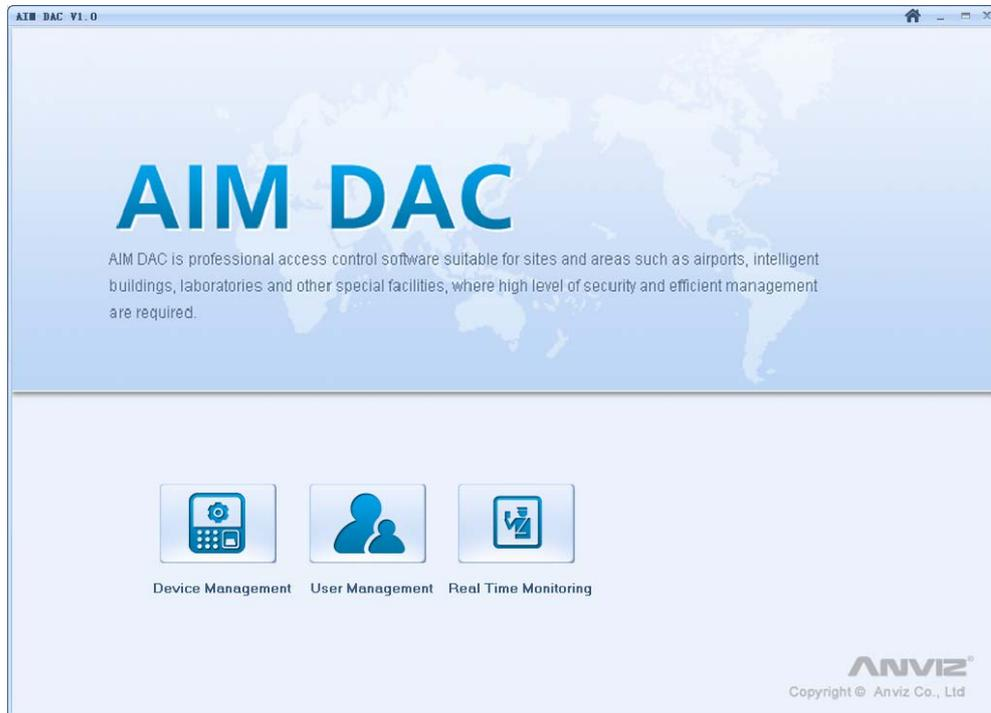 AIM DAC V1.0
AIM DAC
AIM DAC is professional access control software suitable for sites and areas such as airports, intelligent
buildings, laboratories and other special facilities, where high level of security and efficient management
are required.
Device Management User Management Real Time Monitoring
ANVIZ®
Copyright © Anviz Co., Ltd